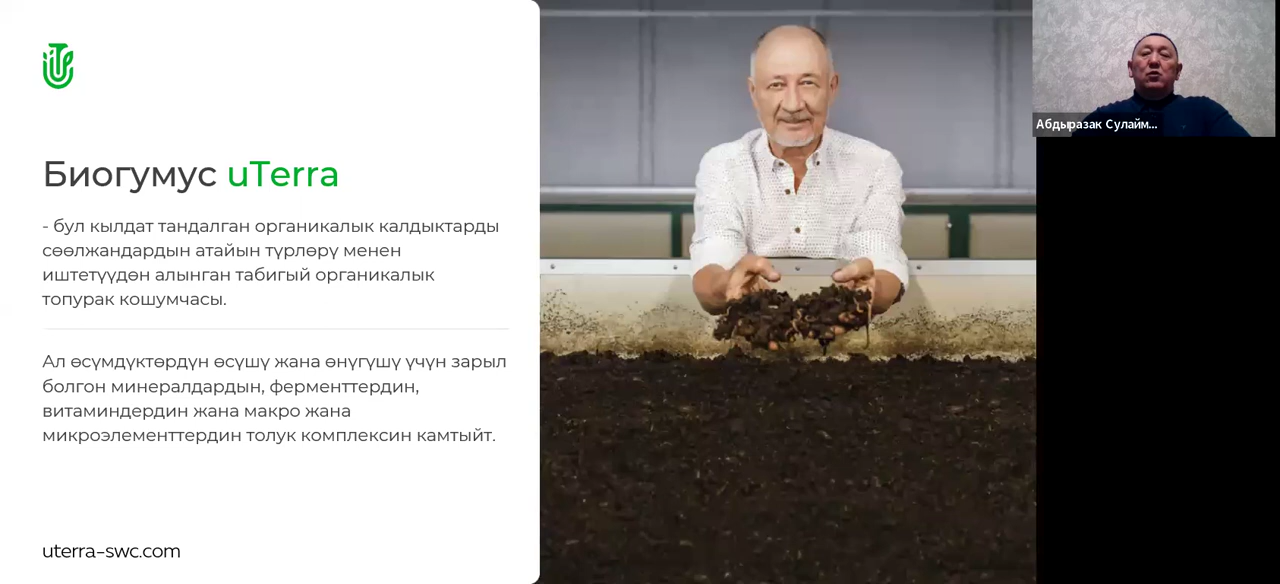 Биогумус uTerra
- бул кылдат тандалган органикалык калдыктарды
сөөлжандардын атайын түрлөрү менен
иштетүүдөн алынган табигый органикалык
топурак кошумчасы.
Ал өсүмдүктөрдүн өсүшү жана өнүгүшү үчүн зарыл
болгон минералдардын, ферменттердин,
витаминдердин жана макро жана
микроэлементтердин толук комплексин камтыйт.
uterra-swc.com
Абдыразак Сулайм...